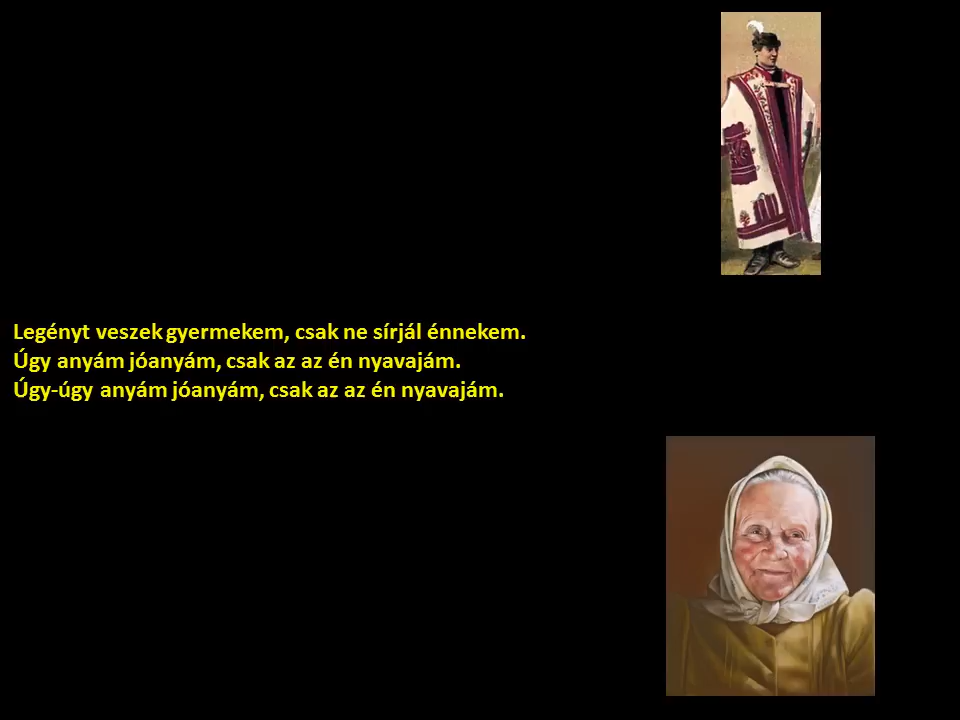 Legényt veszek gyermekem, csak ne sírjál énnekem.
Úgy anyám jóanyám, csak az az én nyavajám.
Úgy-úgy anyám jóanyám, csak az az én nyavajám.